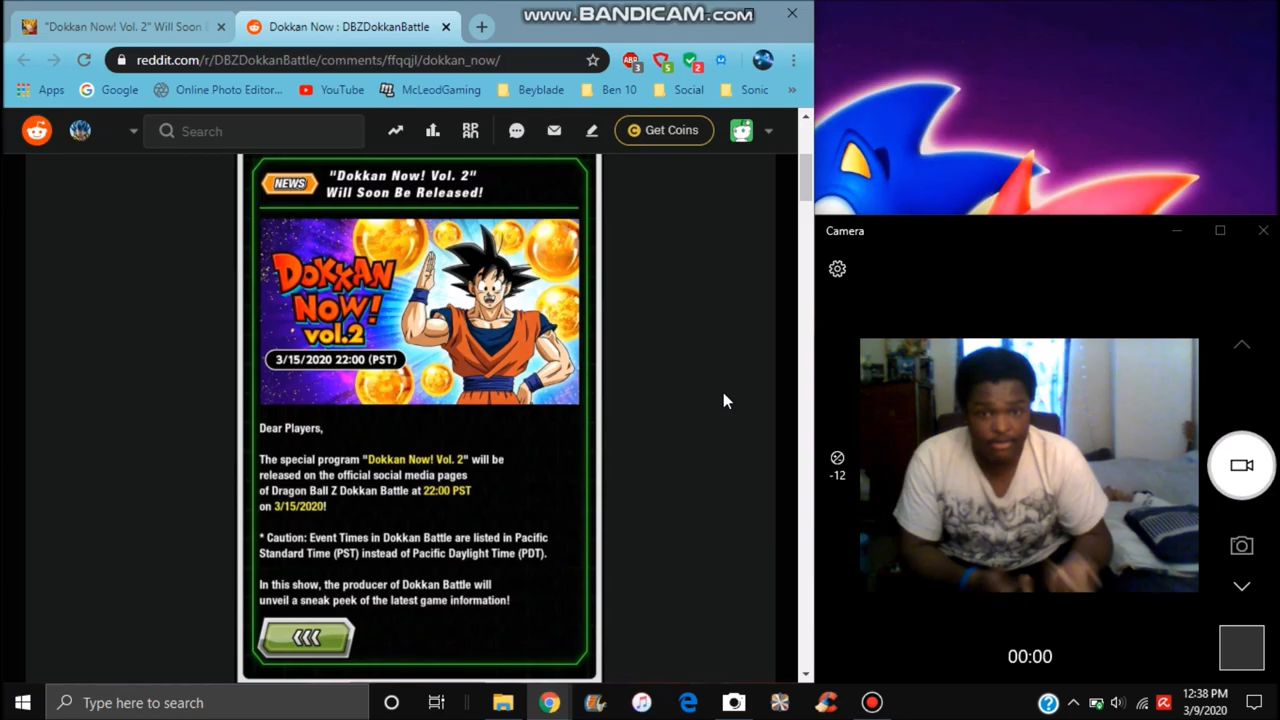 "Dokkan Now! Vol. 2" Will Soon
Dokkan Now : DBZDokkanBattle
www.BANDICAM.com
reddit.com/r/DBZDokkanBattle/comments/ffqqjl/dokkan_now/
ABP
3
5
2
Apps
Google
Online Photo Editor...
YouTube
McLeodGaming
Beyblade
Ben 10
Social
Sonic
»
Search
Get Coins
NEWS
"Dokkan Now! Vol. 2"
Will Soon Be Released!
DOKKAN
NOW!
vol.2
3/15/2020 22:00 (PST)
Dear Players,
The special program "Dokkan Now! Vol. 2" will be
released on the official social media pages
of Dragon Ball Z Dokkan Battle at 22:00 PST
on 3/15/2020!
* Caution: Event Times in Dokkan Battle are listed in Pacific
Standard Time (PST) instead of Pacific Daylight Time (PDT).
In this show, the producer of Dokkan Battle will
unveil a sneak peek of the latest game information!
Camera
-12
00:00
Type here to search
12:38 PM
3/9/2020